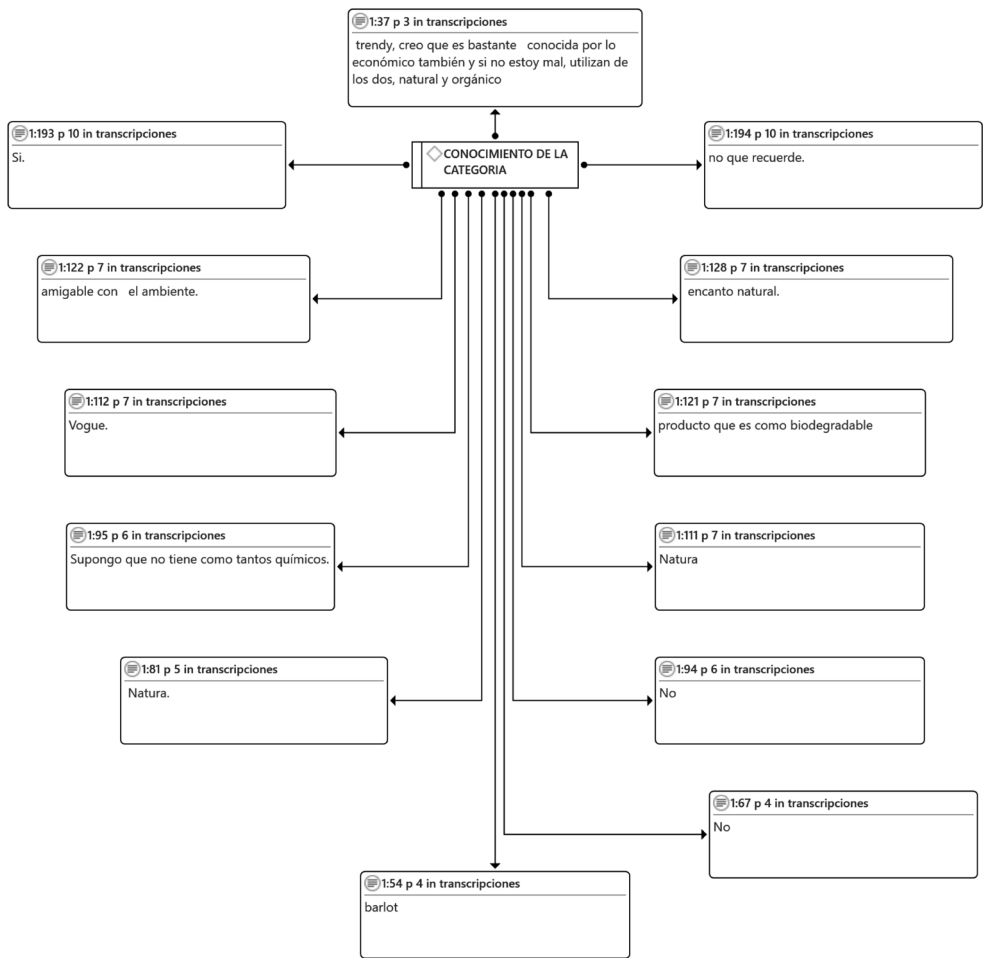 1:37 p 3 in transcripciones
trendy, creo que es bastante conocida por lo
económico también y si no estoy mal, utilizan de
los dos, natural y orgánico
1:193 p 10 in transcripciones
Si.
CONOCIMIENTO DE LA
CATEGORIA
1:194 p 10 in transcripciones
no que recuerde.
1:122 p 7 in transcripciones
amigable con el ambiente.
1:128 p 7 in transcripciones
encanto natural.
1:112 p 7 in transcripciones
Vogue.
1:121 p 7 in transcripciones
producto que es como biodegradable
1:95 p 6 in transcripciones
Supongo que no tiene como tantos químicos.
1:111 p 7 in transcripciones
Natura
1:81 p 5 in transcripciones
Natura.
1:94 p 6 in transcripciones
No
1:67 p 4 in transcripciones
No
1:54 p 4 in transcripciones
barlot